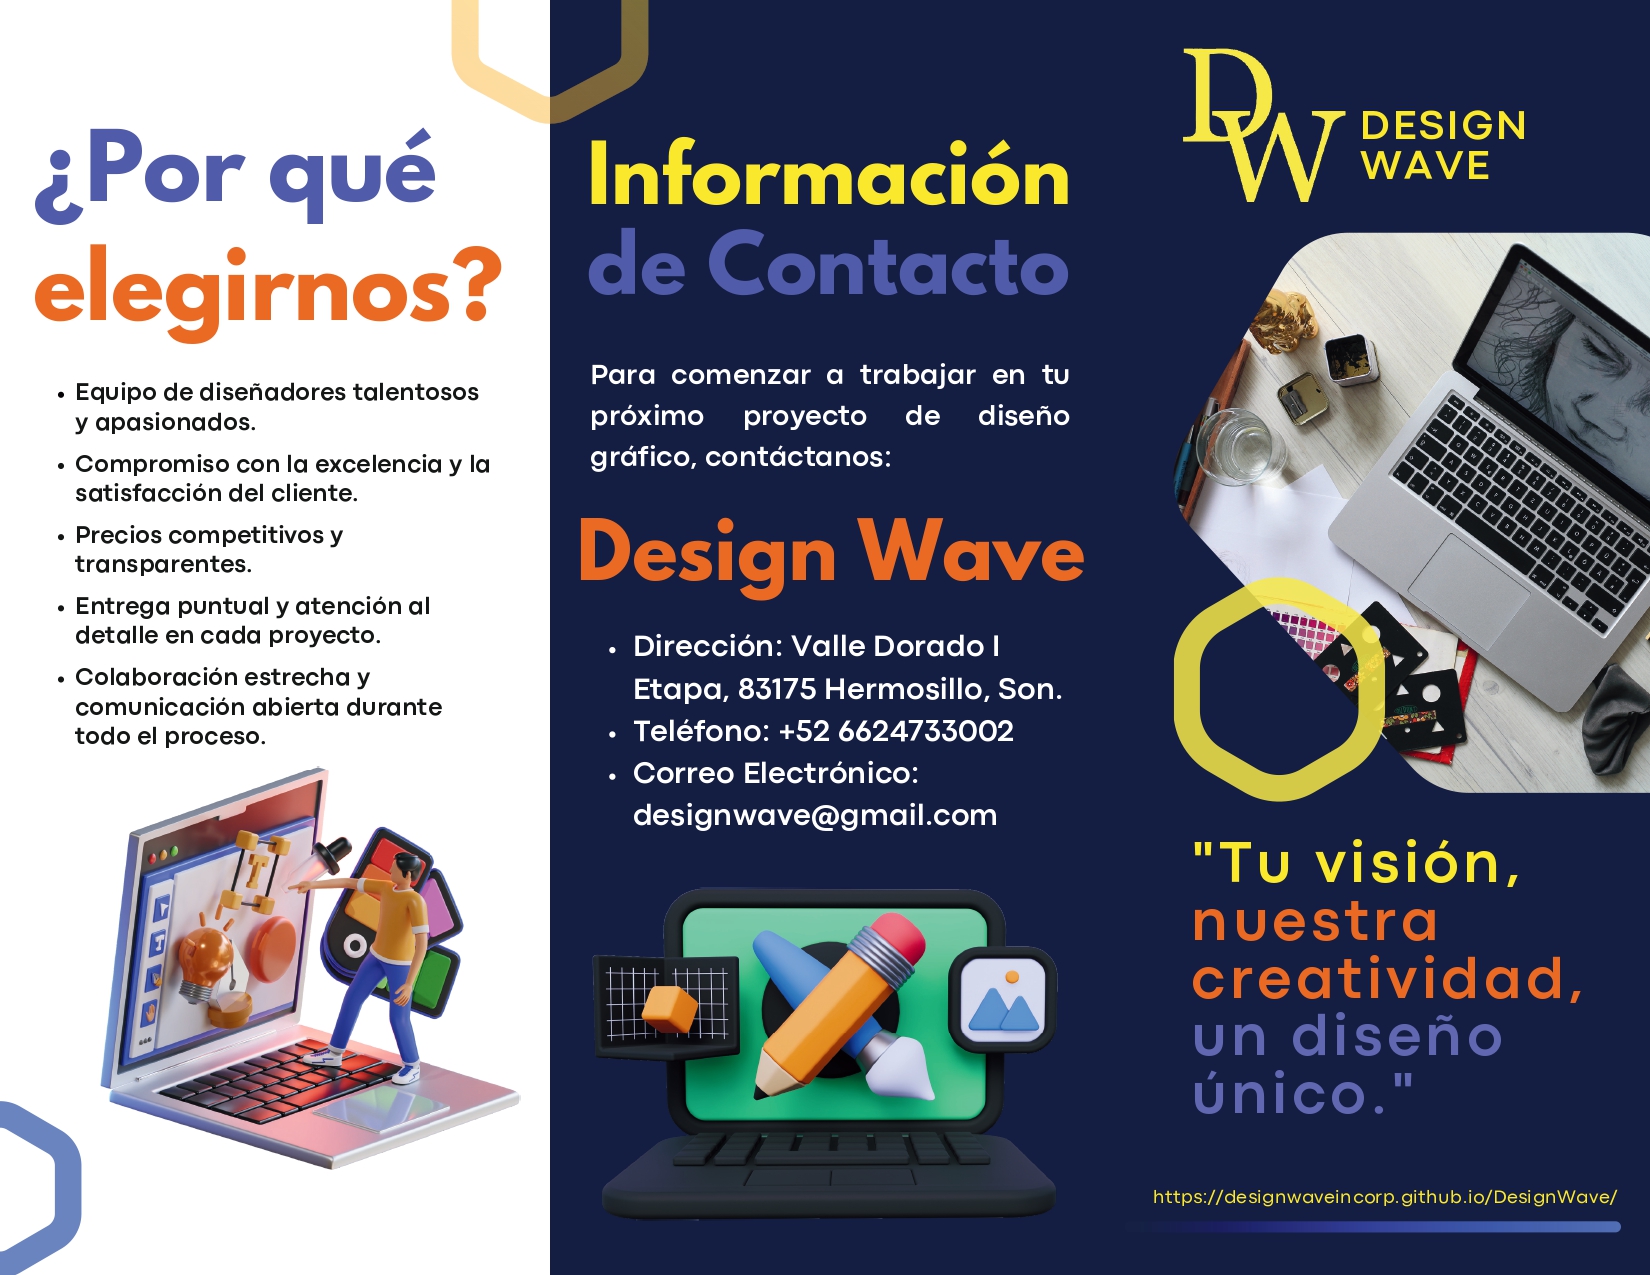 ¿Por qué
elegirnos?
• Equipo de diseñadores talentosos
y apasionados.
• Compromiso con la excelencia y la
satisfacción del cliente.
• Precios competitivos y
transparentes.
• Entrega puntual y atención al
detalle en cada proyecto.
• Colaboración estrecha y
comunicación abierta durante
todo el proceso.
Información
de Contacto
Para comenzar a trabajar en tu
próximo proyecto de diseño
gráfico, contáctanos:
Design Wave
• Dirección: Valle Dorado I
Etapa, 83175 Hermosillo, Son.
• Teléfono: +52 6624733002
• Correo Electrónico:
designwave@gmail.com
DW
DESIGN
WAVE
"Tu visión,
nuestra
creatividad,
un diseño
único."
https://designwaveincorp.github.io/DesignWave/